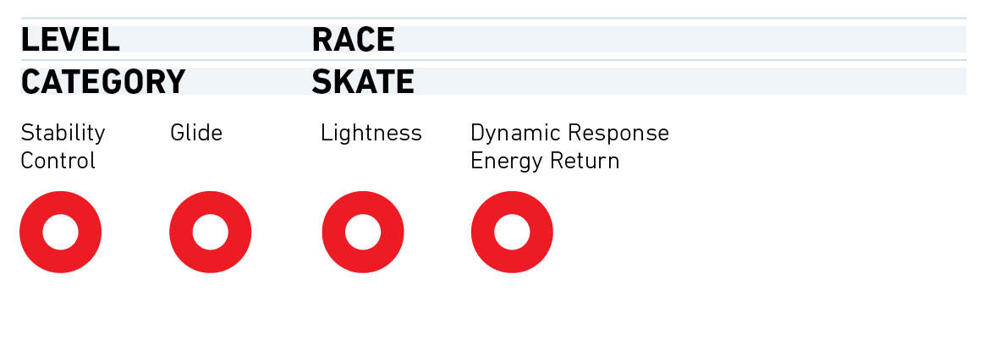 LEVEL RACE
CATEGORY SKATE
Stability Glide Lightness Dynamic Response
Control Energy Return